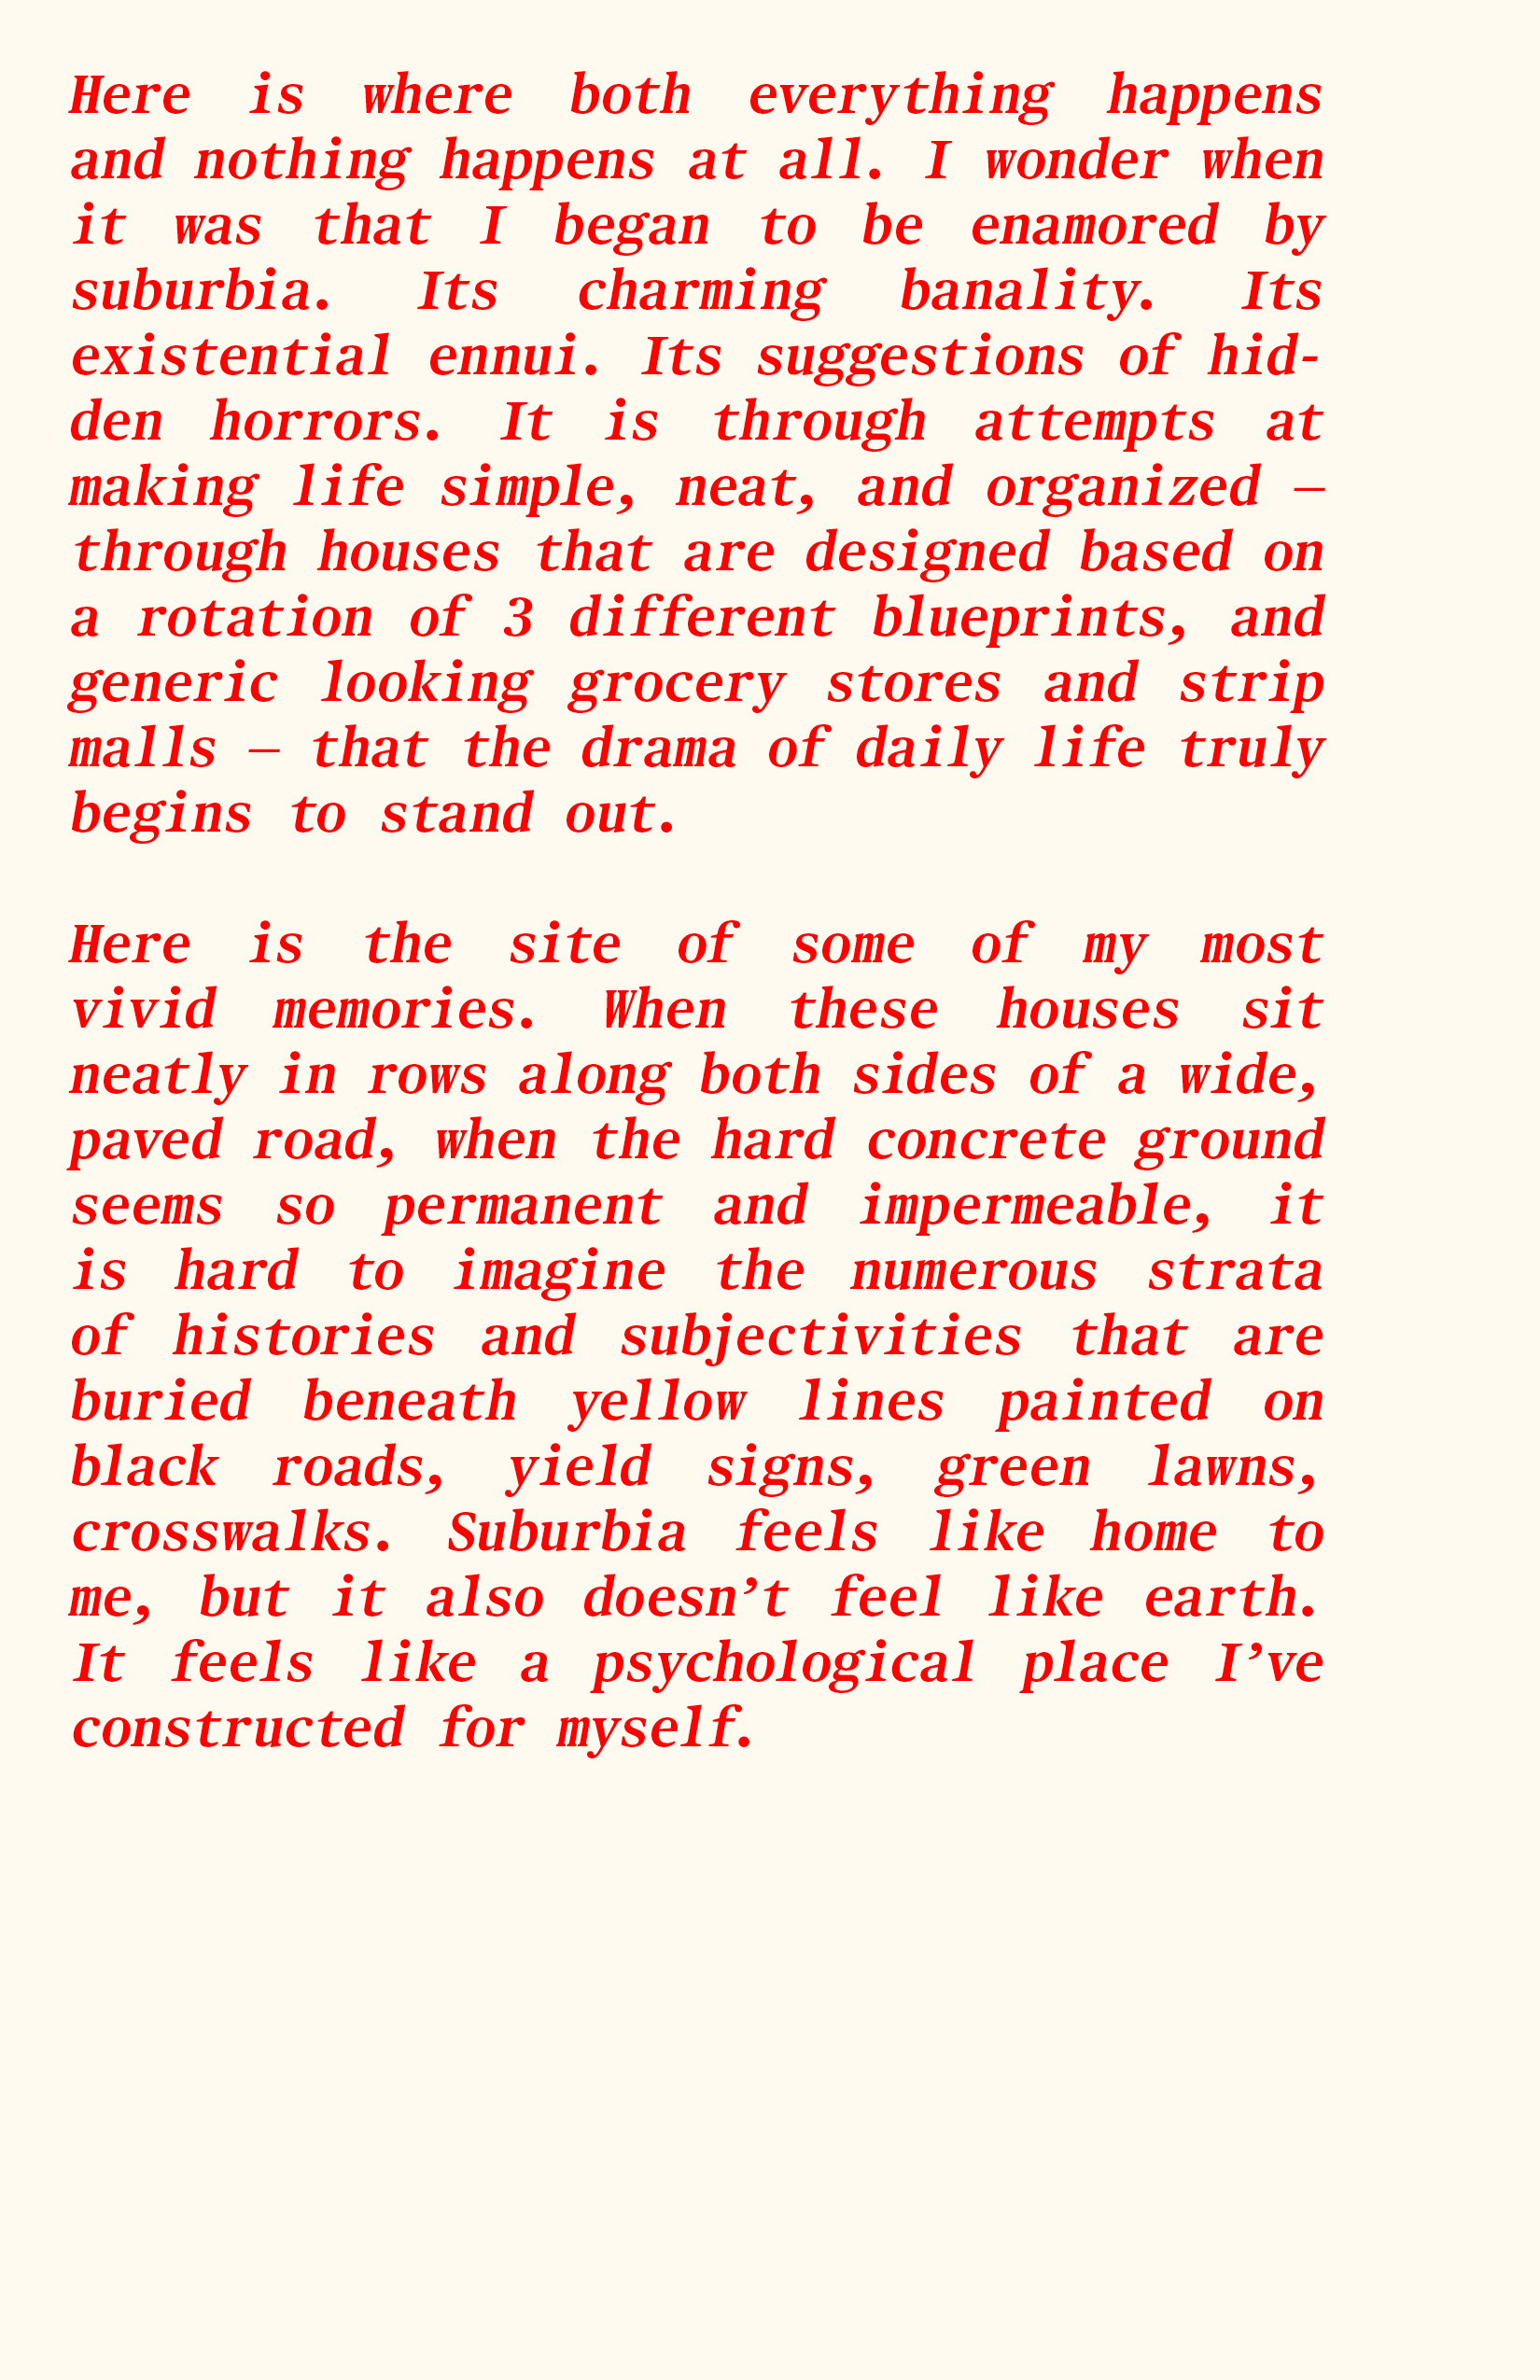 Here is where both everything happens
and nothing happens at all. I wonder when
it was that I began to be enamored by
suburbia. Its charming banality. Its
existential ennui. Its suggestions of hid-
den horrors. It is through attempts at
making life simple, neat, and organized —
through houses that are designed based on
a rotation of 3 different blueprints, and
generic looking grocery stores and strip
malls — that the drama of daily life truly
begins to stand out.

Here is the site of some of my most
vivid memories. When these houses sit
neatly in rows along both sides of a wide,
paved road, when the hard concrete ground
seems so permanent and impermeable, it
is hard to imagine the numerous strata
of histories and subjectivities that are
buried beneath yellow lines painted on
black roads, yield signs, green lawns,
crosswalks. Suburbia feels like home to
me, but it also doesn’t feel like earth.
It feels like a psychological place I’ve
constructed for myself.